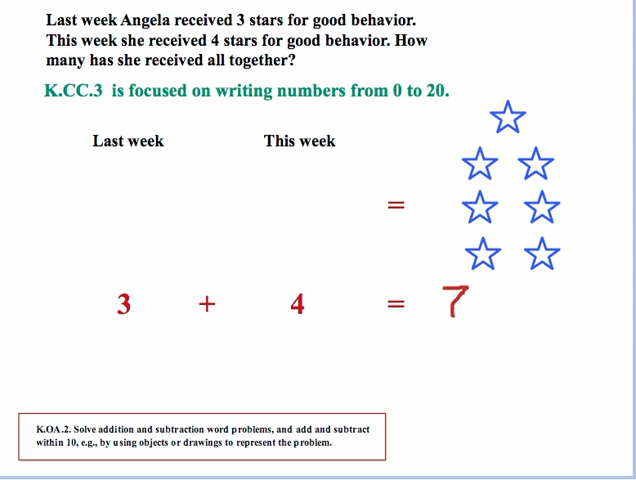 Last week Angela received 3 stars for good behavior.
This week she received 4 stars for good behavior. How
many has she received all together?
K.CC.3 is focused on writing numbers from 0 to 20.
Last week This week
=
3 + 4 = 7
K.OA.2. Solve addition and subtraction word problems, and add and subtract
within 10, e.g., by using objects or drawings to represent the problem.